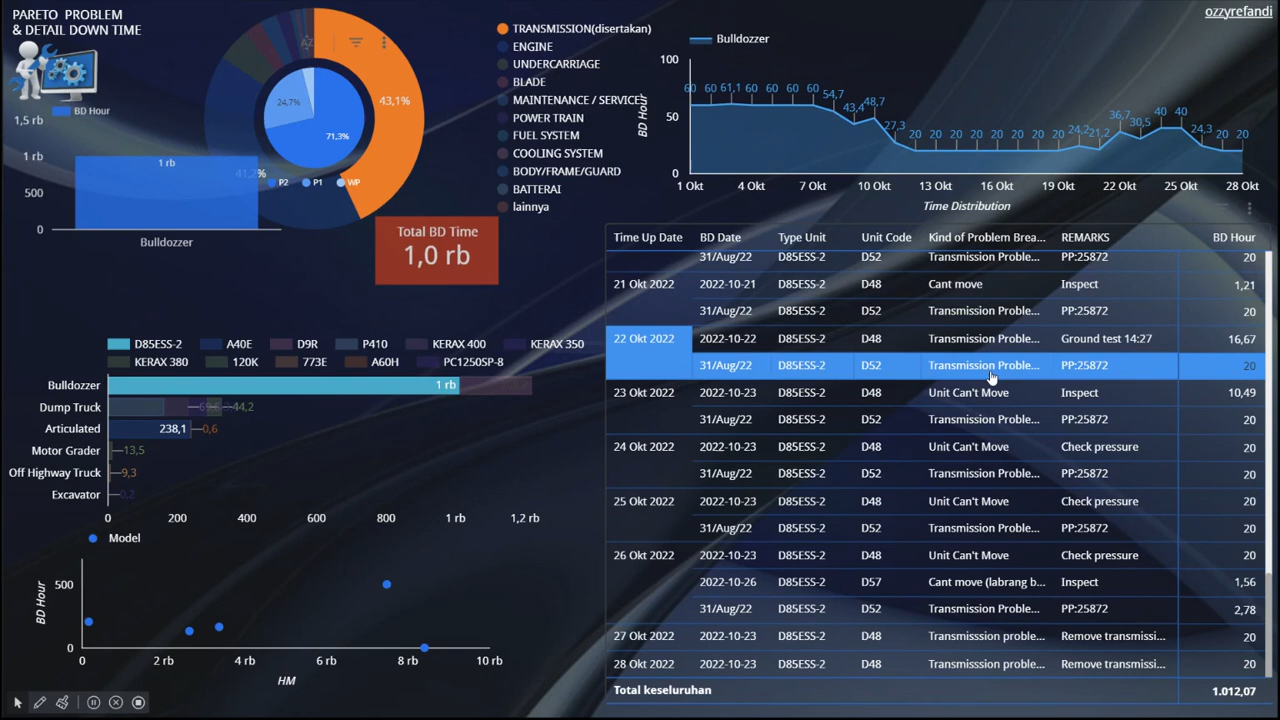 PARETO PROBLEM
& DETAIL DOWN TIME
ozzyrefandi
BD Hour
1,5 rb
1 rb
500
0
1 rb
Bulldozzer
43,1%
41,2%
24,7%
71,3%
P2 P1 WP
TRANSMISSION(disertakan)
ENGINE
UNDERCARRIAGE
BLADE
MAINTENANCE / SERVICE
POWER TRAIN
FUEL SYSTEM
COOLING SYSTEM
BODY/FRAME/GUARD
BATTERAI
lainnya
Total BD Time
1,0 rb
Bulldozzer
BD Hour
100
50
0
60 60 61,1 60 60 60 60 54,7 43,4 48,7 27,3 20 20 20 20 20 20 20 20 24,2 21,2 36,7 30,5 40 40 24,3 20 20
1 Okt 4 Okt 7 Okt 10 Okt 13 Okt 16 Okt 19 Okt 22 Okt 25 Okt 28 Okt
Time Distribution
Time Up Date BD Date Type Unit Unit Code Kind of Problem Brea... REMARKS BD Hour
31/Aug/22 D85ESS-2 D52 Transmission Proble... PP:25872 20
21 Okt 2022 2022-10-21 D85ESS-2 D48 Cant move Inspect 1,21
31/Aug/22 D85ESS-2 D52 Transmission Proble... PP:25872 20
22 Okt 2022 2022-10-22 D85ESS-2 D48 Transmission Proble... Ground test 14:27 16,67
31/Aug/22 D85ESS-2 D52 Transmission Proble... PP:25872 20
23 Okt 2022 2022-10-23 D85ESS-2 D48 Unit Can't Move Inspect 10,49
31/Aug/22 D85ESS-2 D52 Transmission Proble... PP:25872 20
24 Okt 2022 2022-10-23 D85ESS-2 D48 Unit Can't Move Check pressure 20
31/Aug/22 D85ESS-2 D52 Transmission Proble... PP:25872 20
25 Okt 2022 2022-10-23 D85ESS-2 D48 Unit Can't Move Check pressure 20
31/Aug/22 D85ESS-2 D52 Transmission Proble... PP:25872 20
26 Okt 2022 2022-10-23 D85ESS-2 D48 Unit Can't Move Check pressure 20
2022-10-26 D85ESS-2 D57 Cant move (labrang b... Inspect 1,56
31/Aug/22 D85ESS-2 D52 Transmission Proble... PP:25872 2,78
27 Okt 2022 2022-10-23 D85ESS-2 D48 Transmisssion proble... Remove transmissi... 20
28 Okt 2022 2022-10-23 D85ESS-2 D48 Transmisssion proble... Remove transmissi... 20
Total keseluruhan 1.012,07
D85ESS-2 A40E D9R P410 KERAX 400 KERAX 350
KERAX 380 120K 773E A60H PC1250SP-8
Bulldozzer 1 rb
Dump Truck 44,2
Articulated 238,1 0,6
Motor Grader 13,5
Off Highway Truck 9,3
Excavator 0,2
0 200 400 600 800 1 rb 1,2 rb
Model
BD Hour
500
0
0 2 rb 4 rb 6 rb 8 rb 10 rb
HM